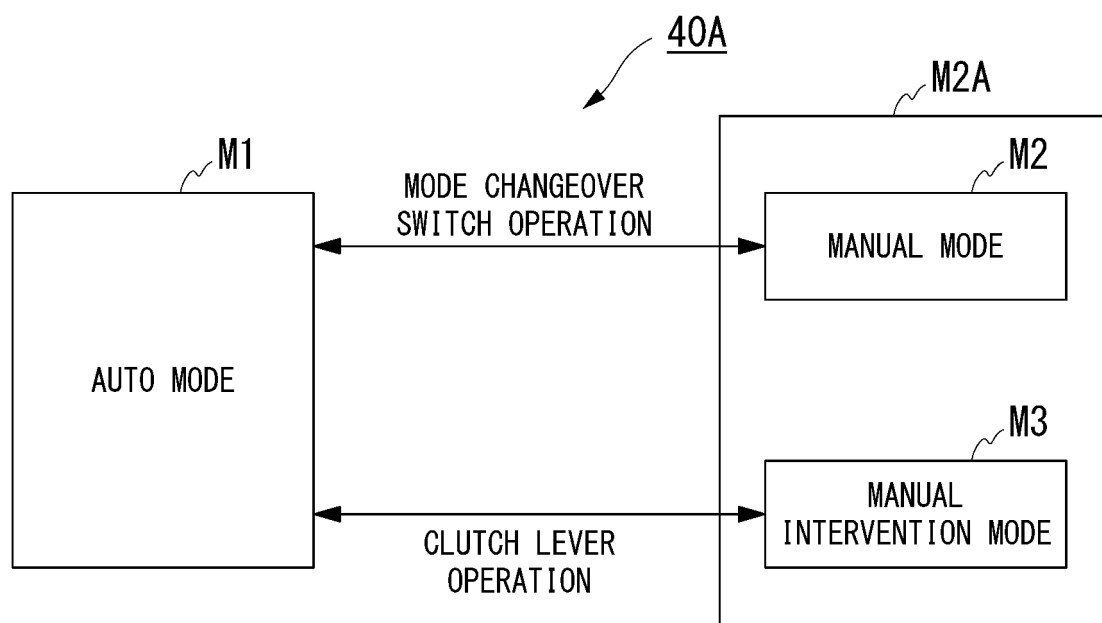 40A
M2A
M1
M2
MODE CHANGEOVER
SWITCH OPERATION
MANUAL MODE
AUTO MODE
M3
MANUAL
INTERVENTION MODE
CLUTCH LEVER
OPERATION